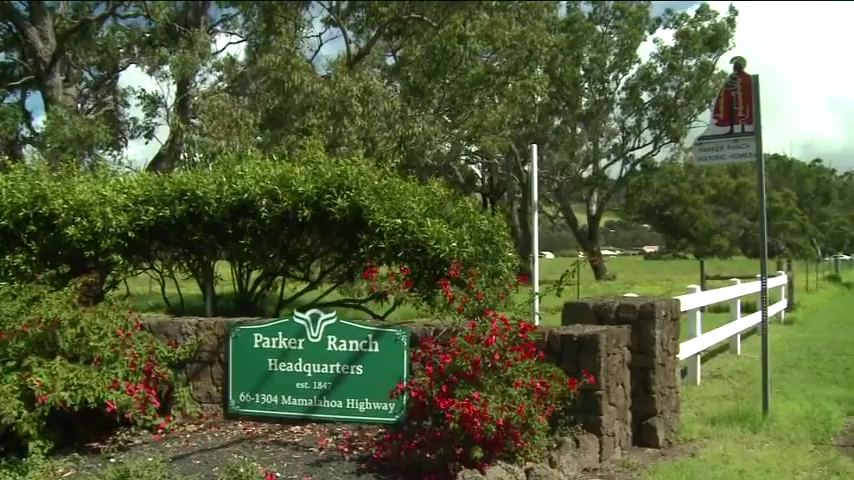 Parker Ranch
Headquarters
est. 1847
66-1304 Mamalahoa Highway
PARKER RANCH
HISTORIC HOMES